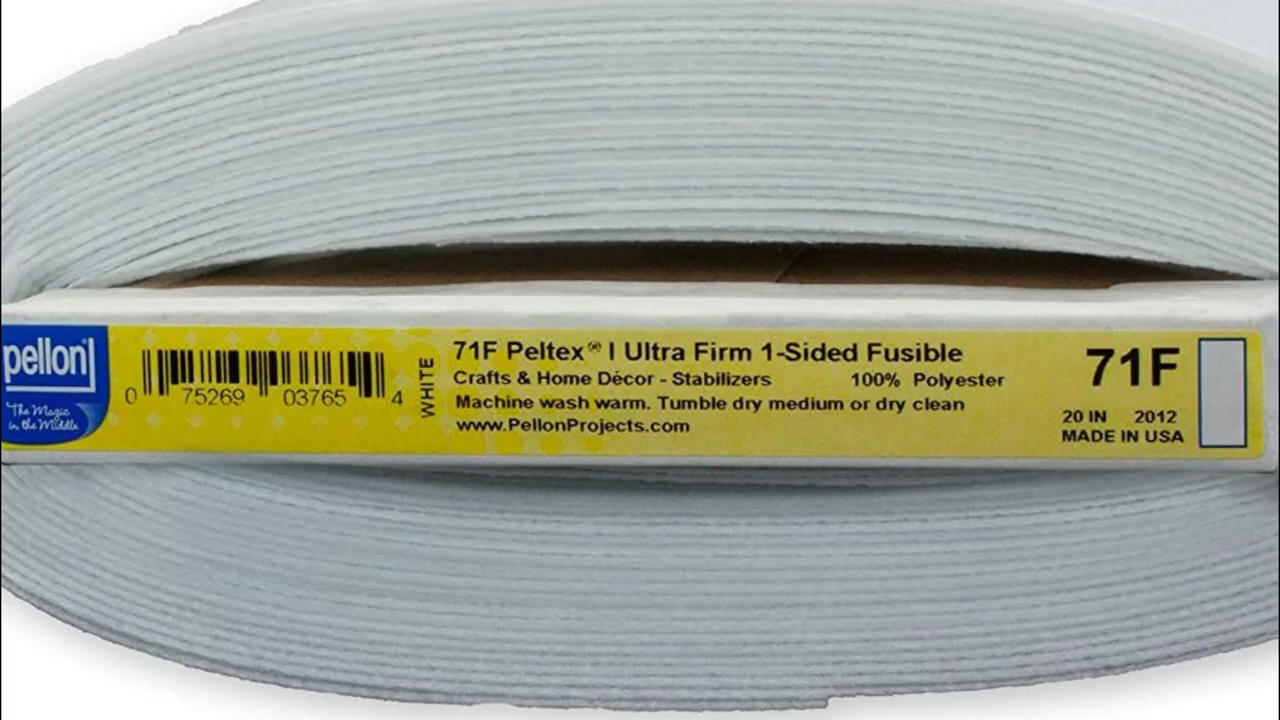 pellon®
The Magic
in the Middle
0 75269 03765 4
WHITE
71F Peltex® I Ultra Firm 1-Sided Fusible
Crafts & Home Décor - Stabilizers 100% Polyester
Machine wash warm. Tumble dry medium or dry clean
www.PellonProjects.com
71F
20 IN 2012
MADE IN USA